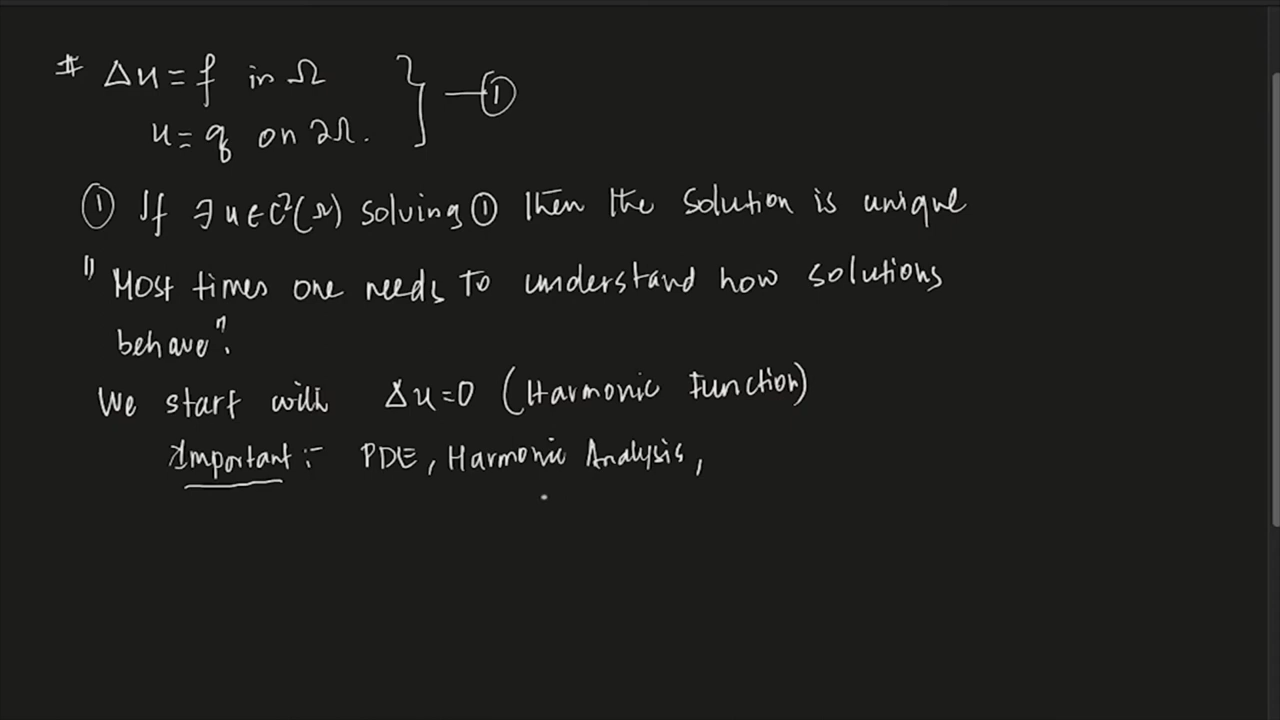 # Δu = f in Ω } — ①
u = g on ∂Ω.
① If ∃ u ∈ C²(Ω) solving ① then the solution is unique
" Most times one needs to understand how solutions
behave".
We start with Δu = 0 (Harmonic Function)
Important :- PDE, Harmonic Analysis,